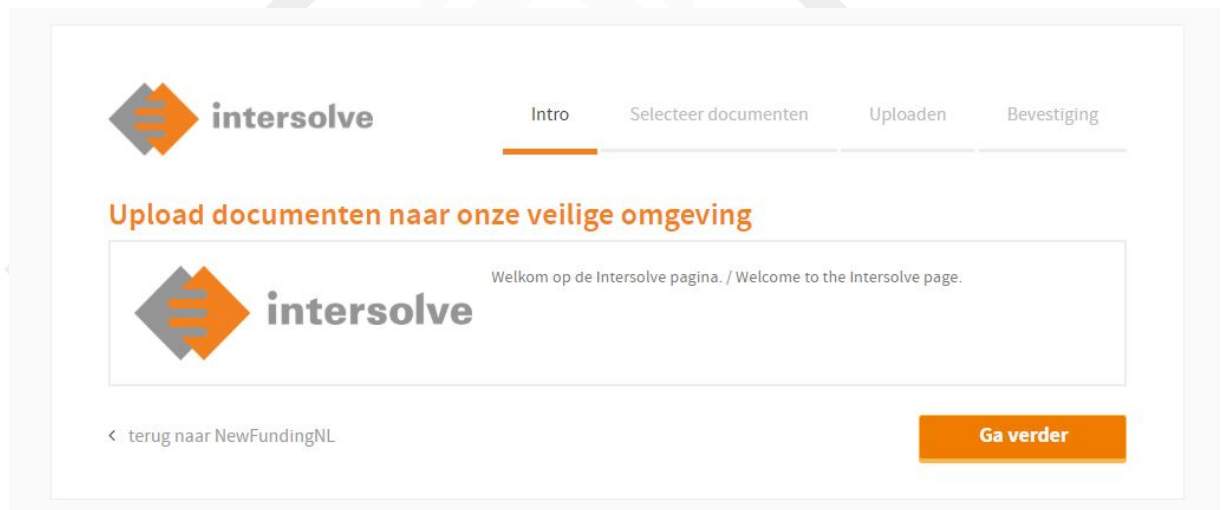 intersolve
Intro Selecteer documenten Uploaden Bevestiging
Upload documenten naar onze veilige omgeving
Welkom op de Intersolve pagina. / Welcome to the Intersolve page.
intersolve
< terug naar NewFundingNL
Ga verder